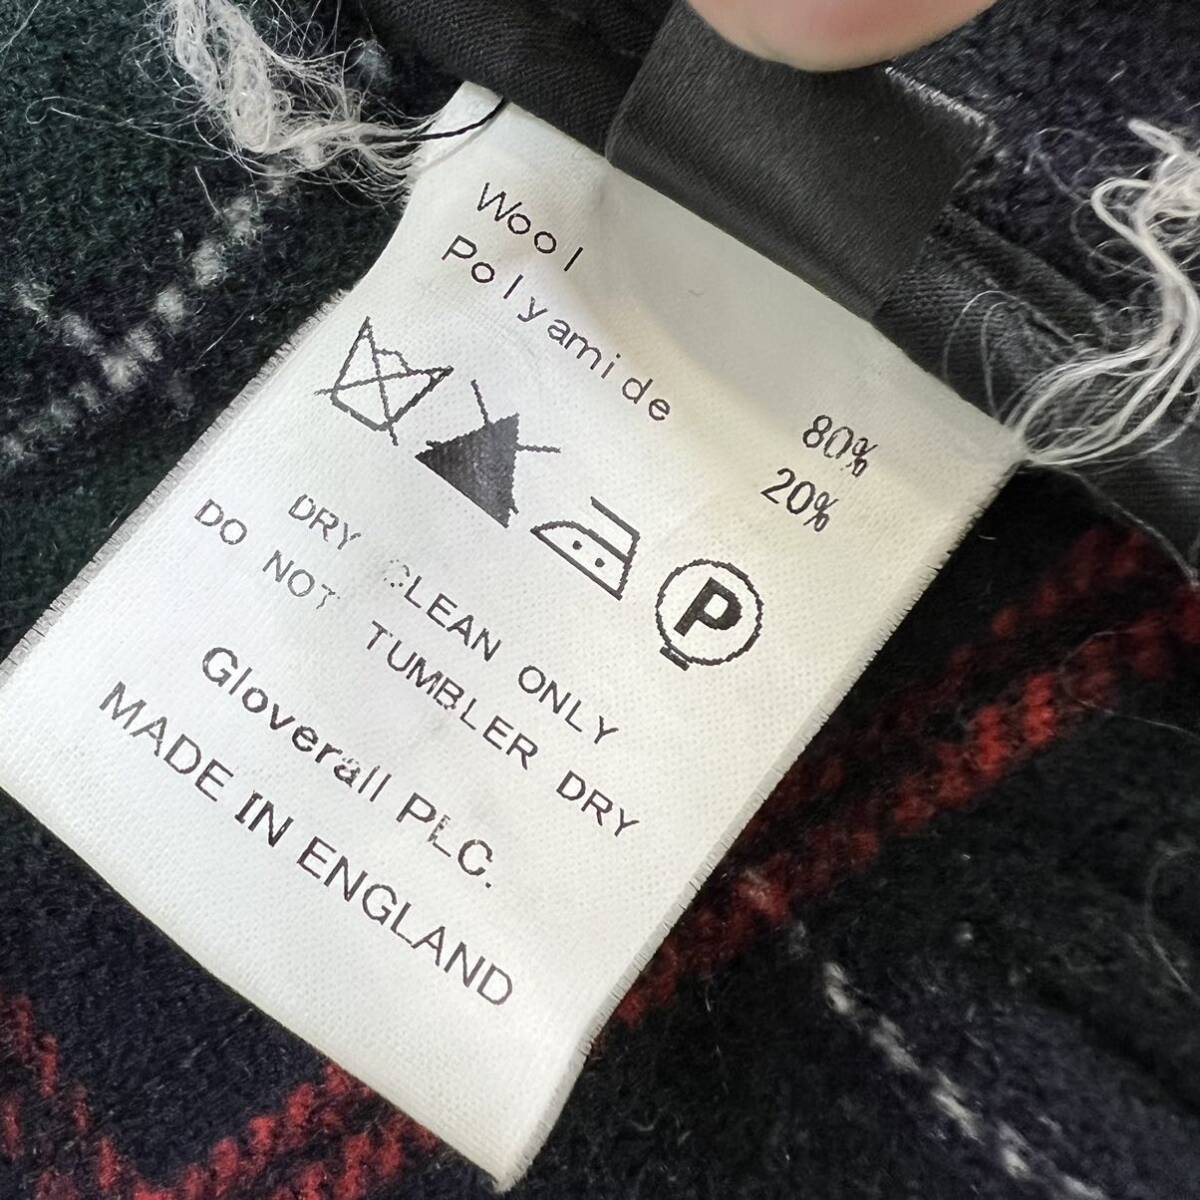 Wool 80%
Polyamide 20%
P
DRY CLEAN ONLY
DO NOT TUMBLER DRY
Gloverall PLC.
MADE IN ENGLAND